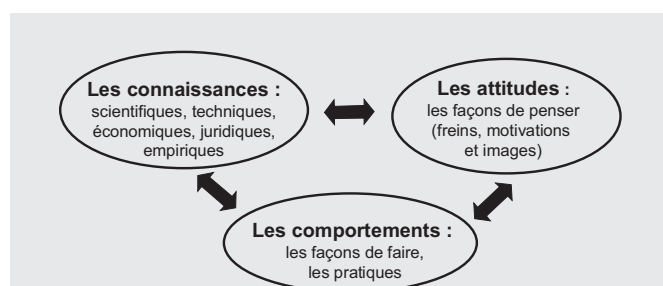 Les connaissances :
scientifiques, techniques,
économiques, juridiques,
empiriques
Les attitudes :
les façons de penser
(freins, motivations
et images)
Les comportements :
les façons de faire,
les pratiques